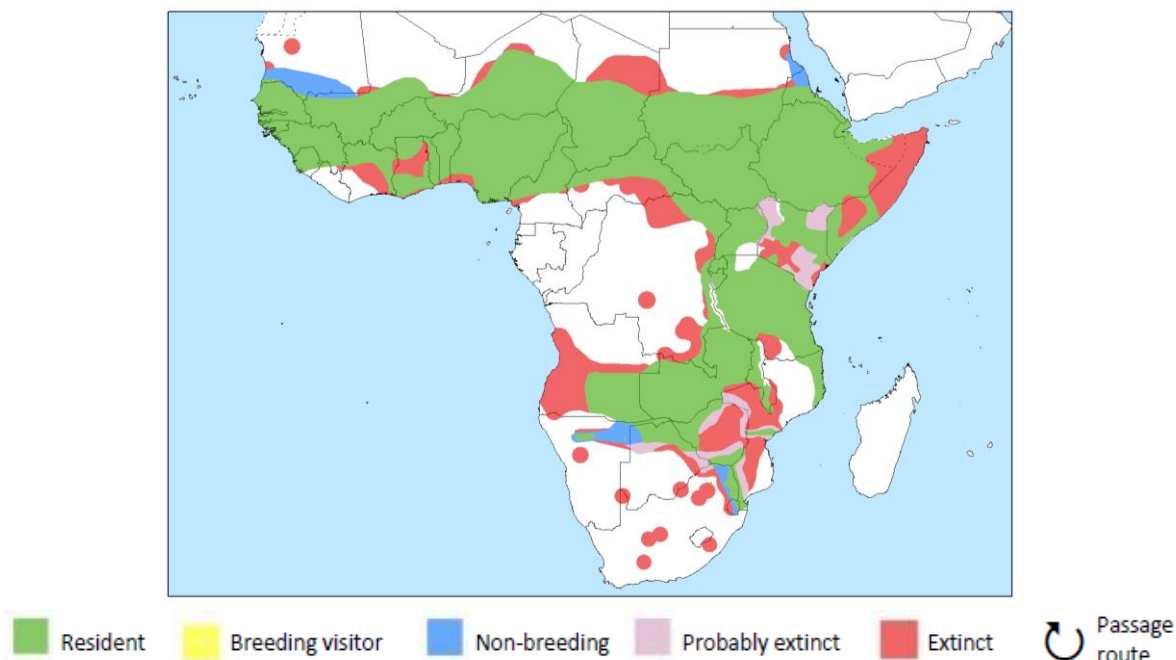 Resident
Breeding visitor
Non-breeding
Probably extinct
Extinct
Passage
route